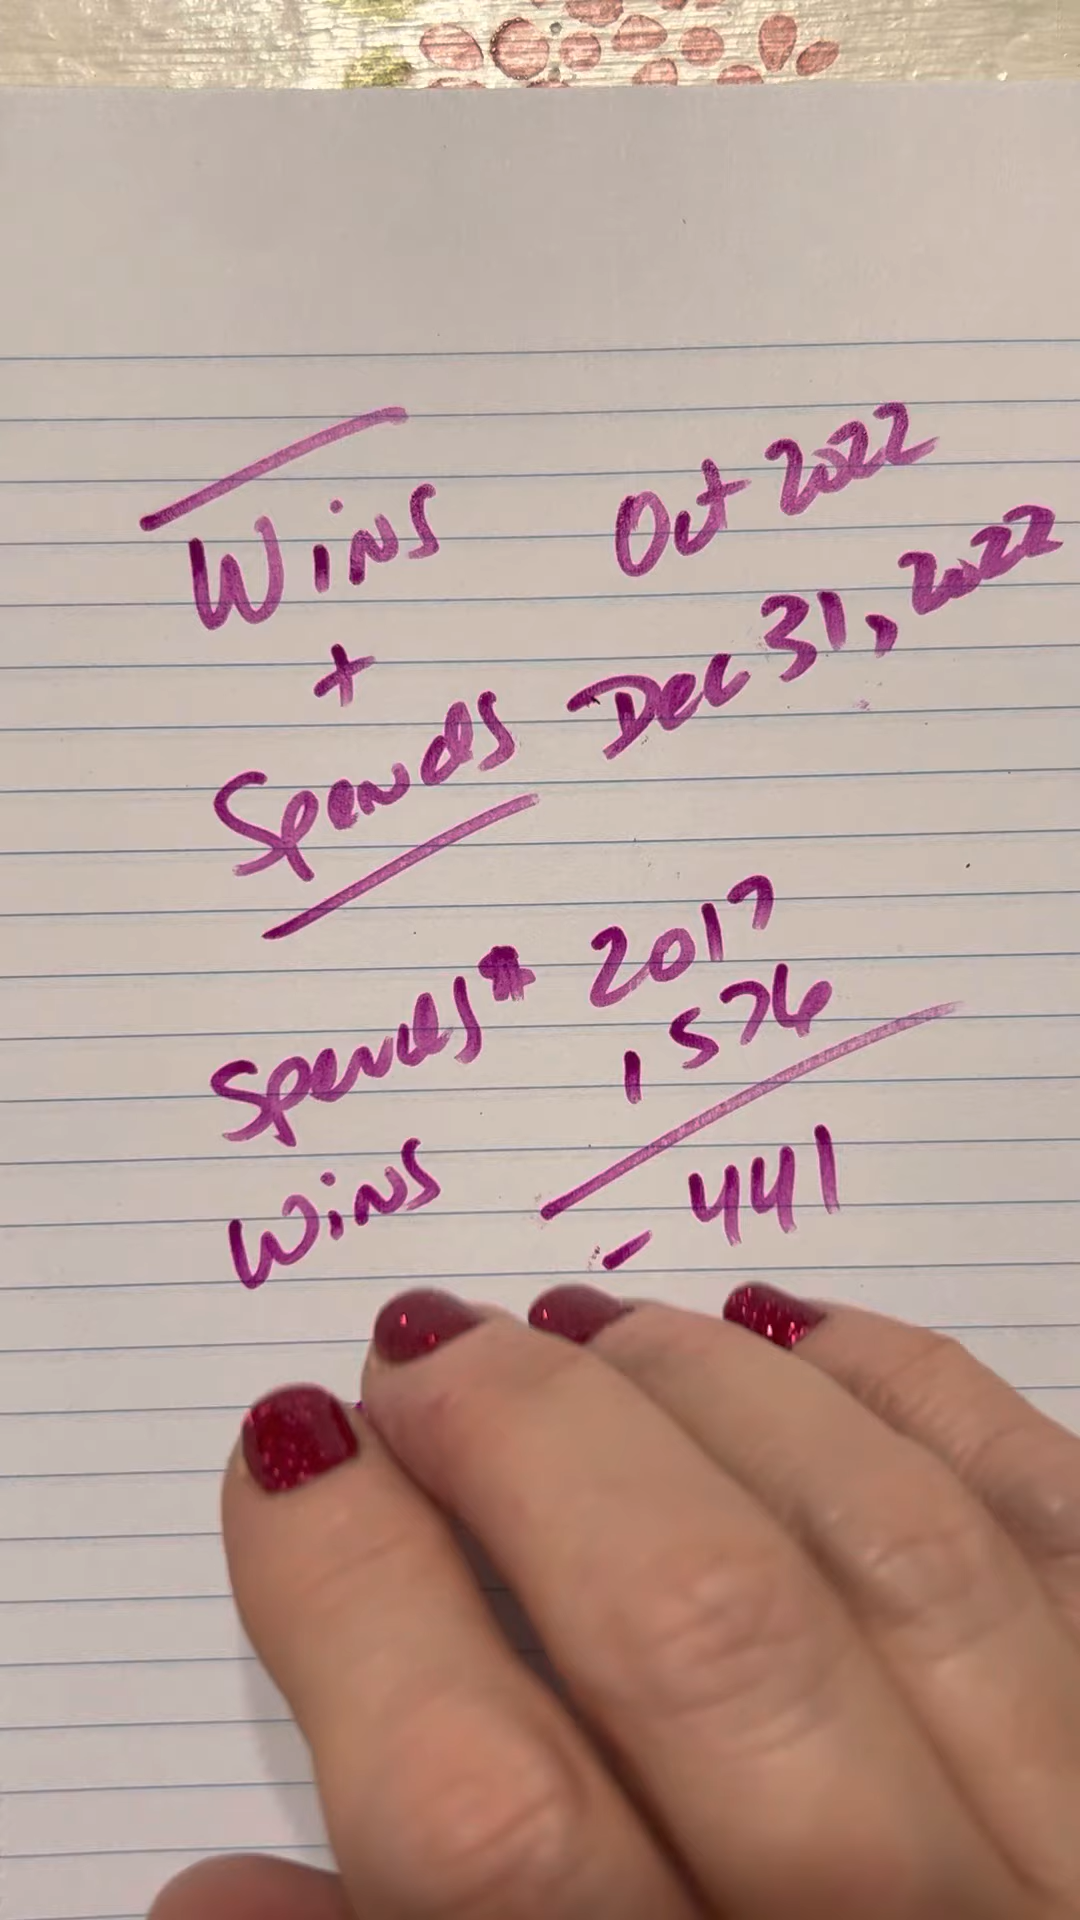 Wins Oct 2022
+
Spends Dec 31, 2022
Spends* 2017
Wins 1576
- 441